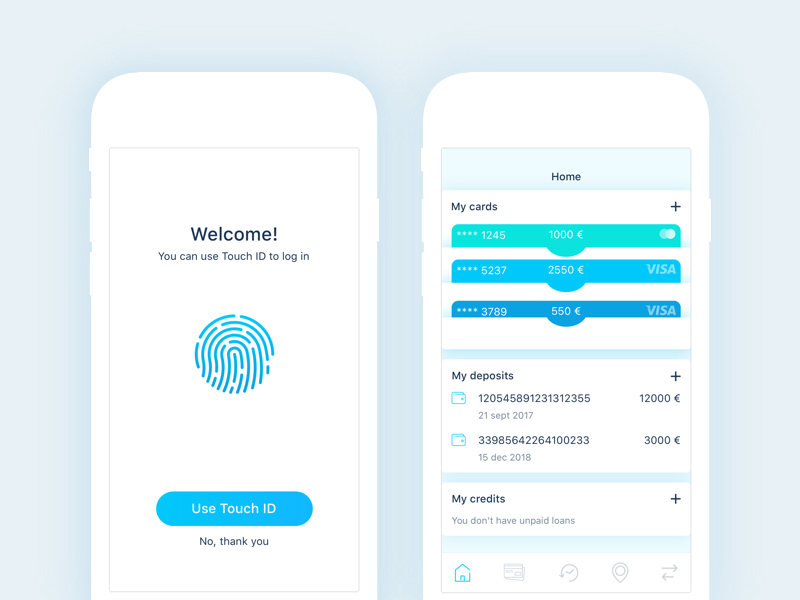 Welcome!
You can use Touch ID to log in
Use Touch ID
No, thank you
Home
My cards
**** 1245 1000 €
**** 5237 2550 € VISA
**** 3789 550 € VISA
My deposits
120545891231312355 12000 €
21 sept 2017
33985642264100233 3000 €
15 dec 2018
My credits
You don't have unpaid loans